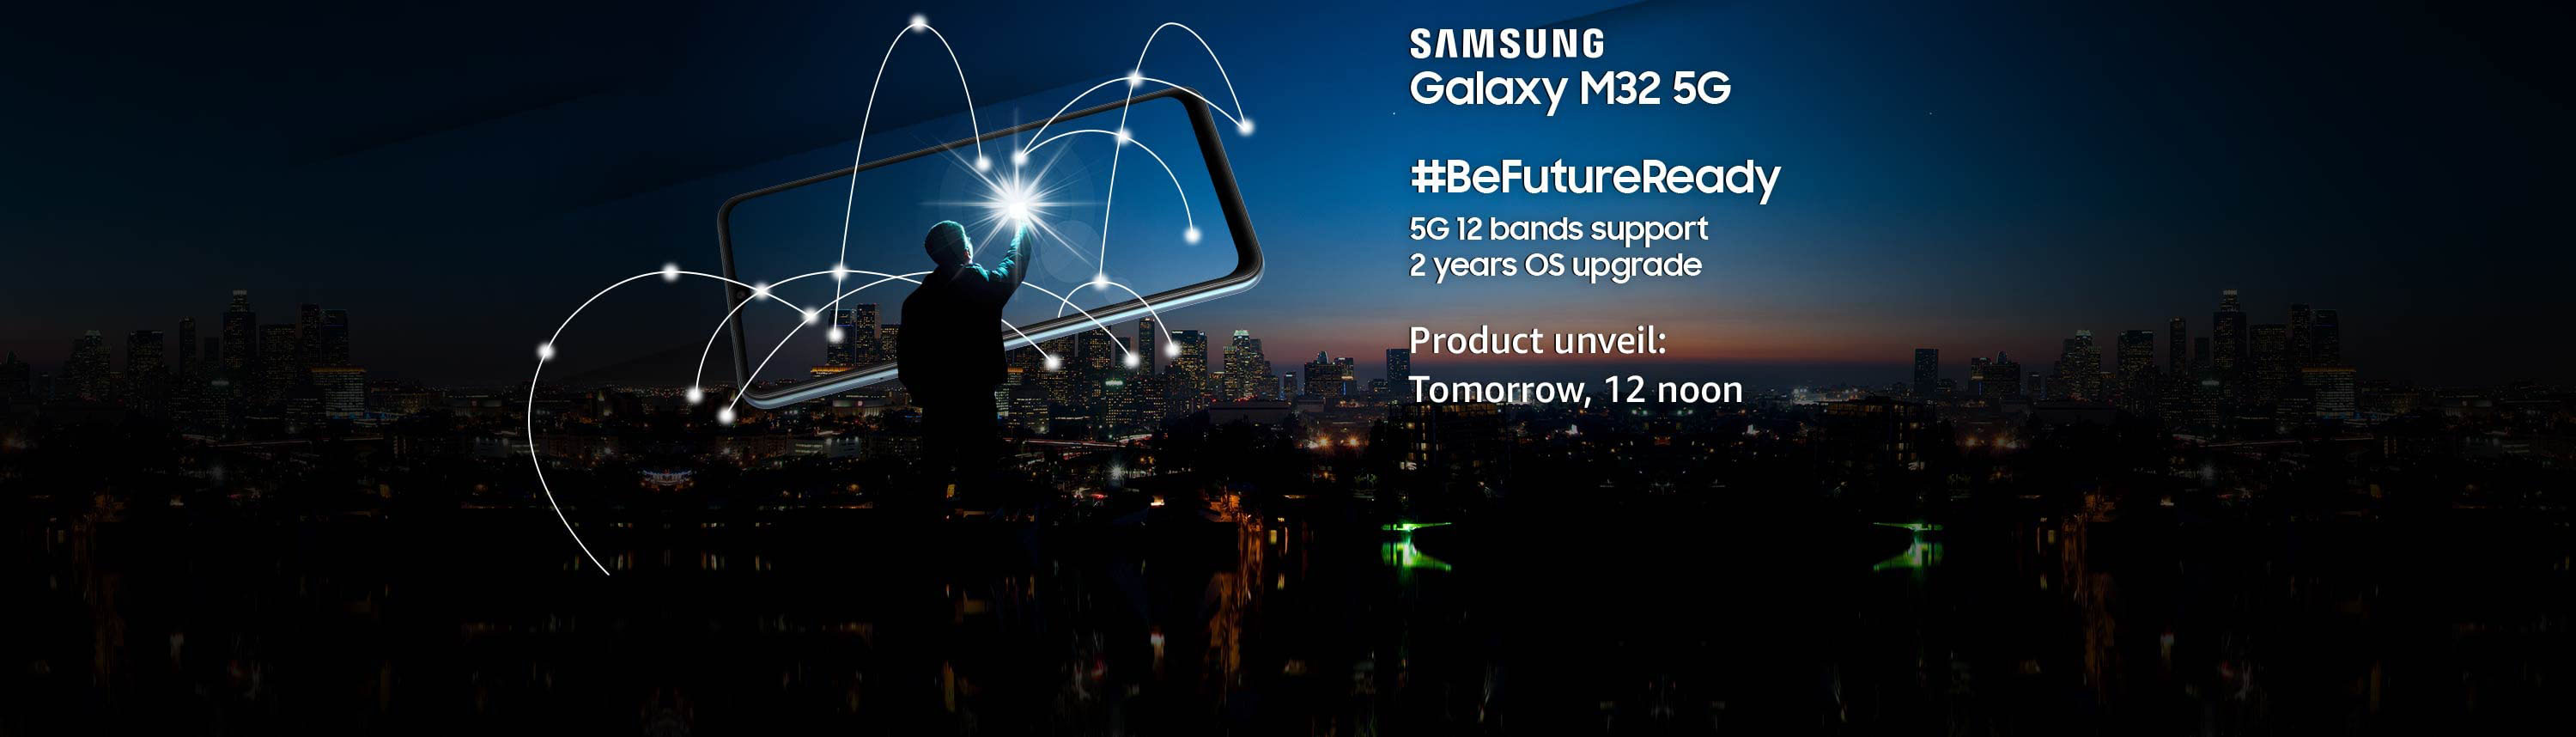 SAMSUNG
Galaxy M32 5G
#BeFutureReady
5G 12 bands support
2 years OS upgrade
Product unveil:
Tomorrow, 12 noon